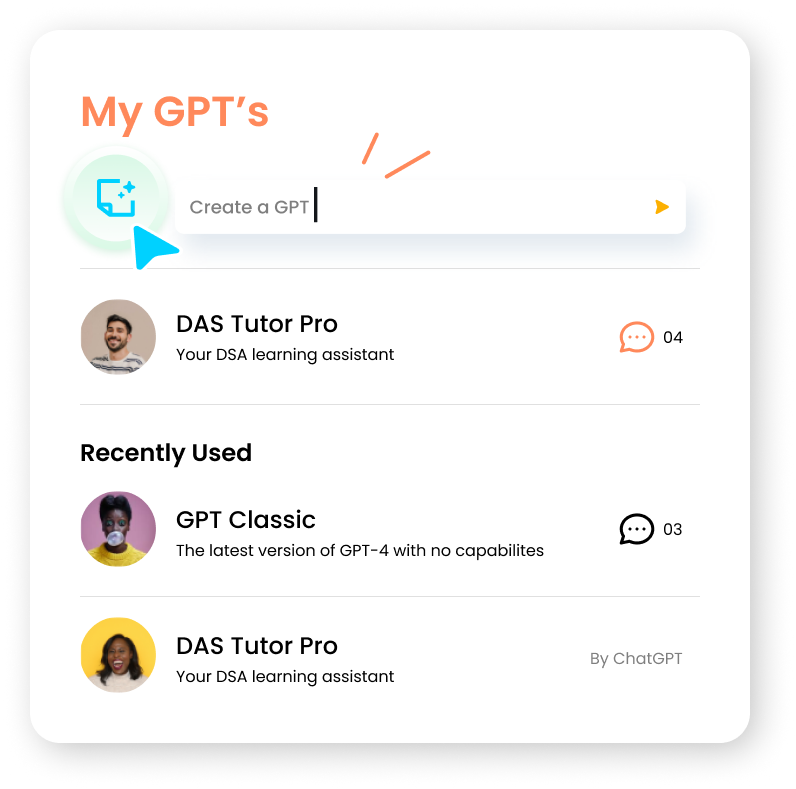 My GPT’s
Create a GPT
DAS Tutor Pro
Your DSA learning assistant
04
Recently Used
GPT Classic
The latest version of GPT-4 with no capabilites
03
DAS Tutor Pro
Your DSA learning assistant
By ChatGPT